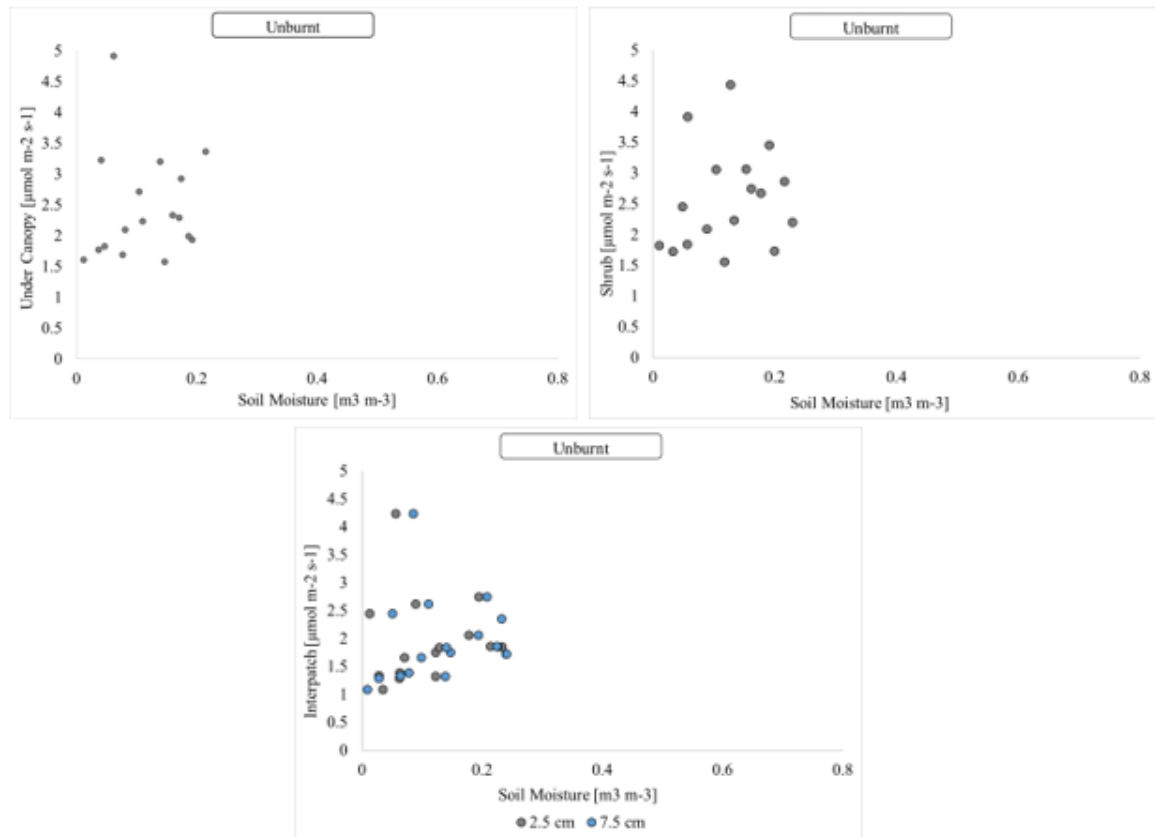 Unburnt
Under Canopy [µmol m-2 s-1]
5
4.5
4
3.5
3
2.5
2
1.5
1
0.5
0
0 0.2 0.4 0.6 0.8
Soil Moisture [m3 m-3]
Unburnt
Shrub [µmol m-2 s-1]
5
4.5
4
3.5
3
2.5
2
1.5
1
0.5
0
0 0.2 0.4 0.6 0.8
Soil Moisture [m3 m-3]
Unburnt
Interpatch [µmol m-2 s-1]
5
4.5
4
3.5
3
2.5
2
1.5
1
0.5
0
0 0.2 0.4 0.6 0.8
Soil Moisture [m3 m-3]
2.5 cm 7.5 cm